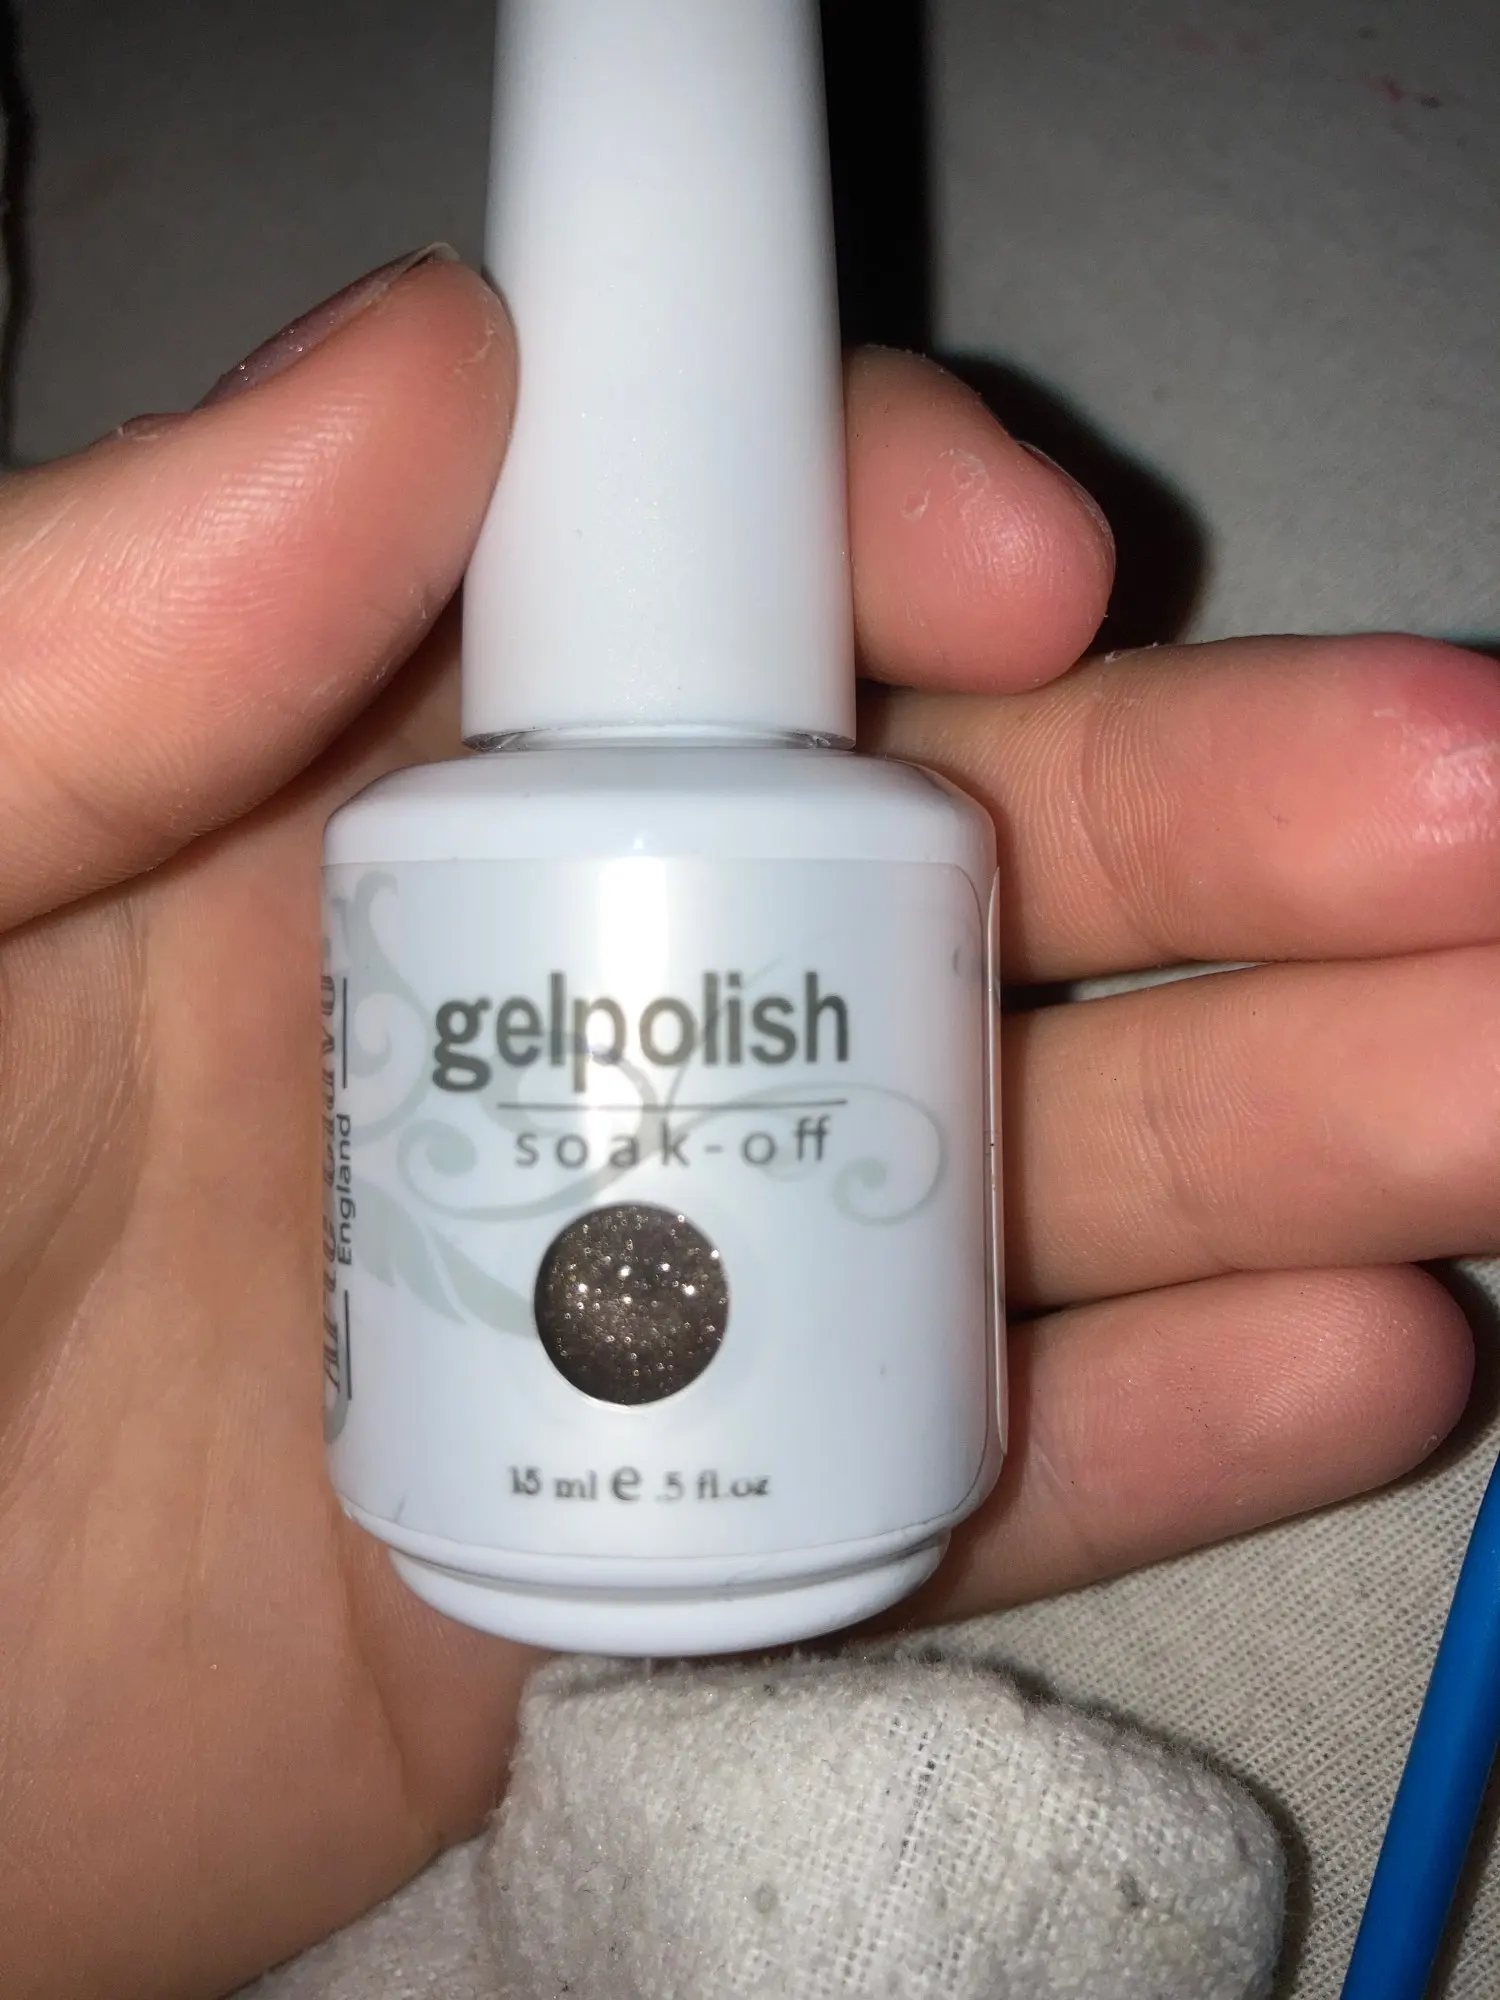 gelpolish
soak-off
15 ml e .5 fl.oz
England